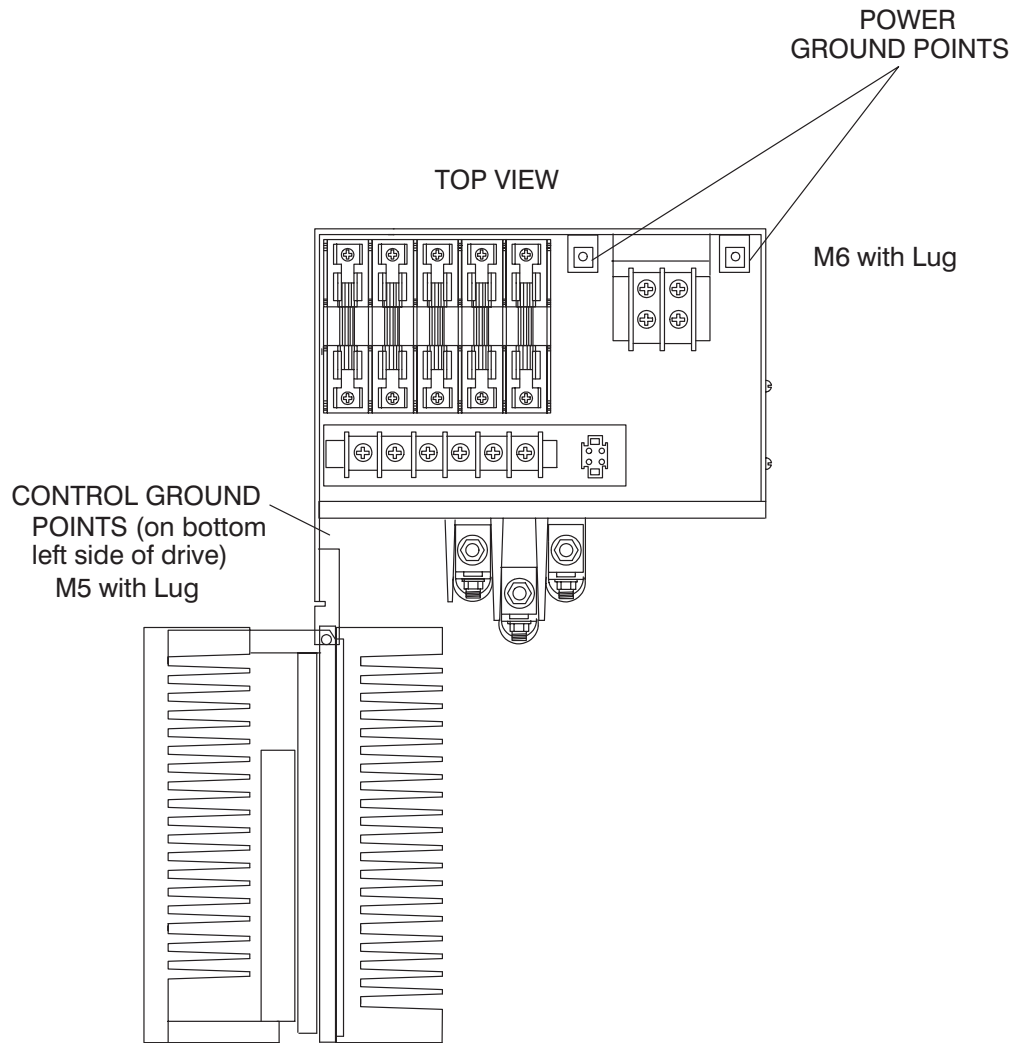 POWER
GROUND POINTS
TOP VIEW
M6 with Lug
CONTROL GROUND
POINTS (on bottom
left side of drive)
M5 with Lug